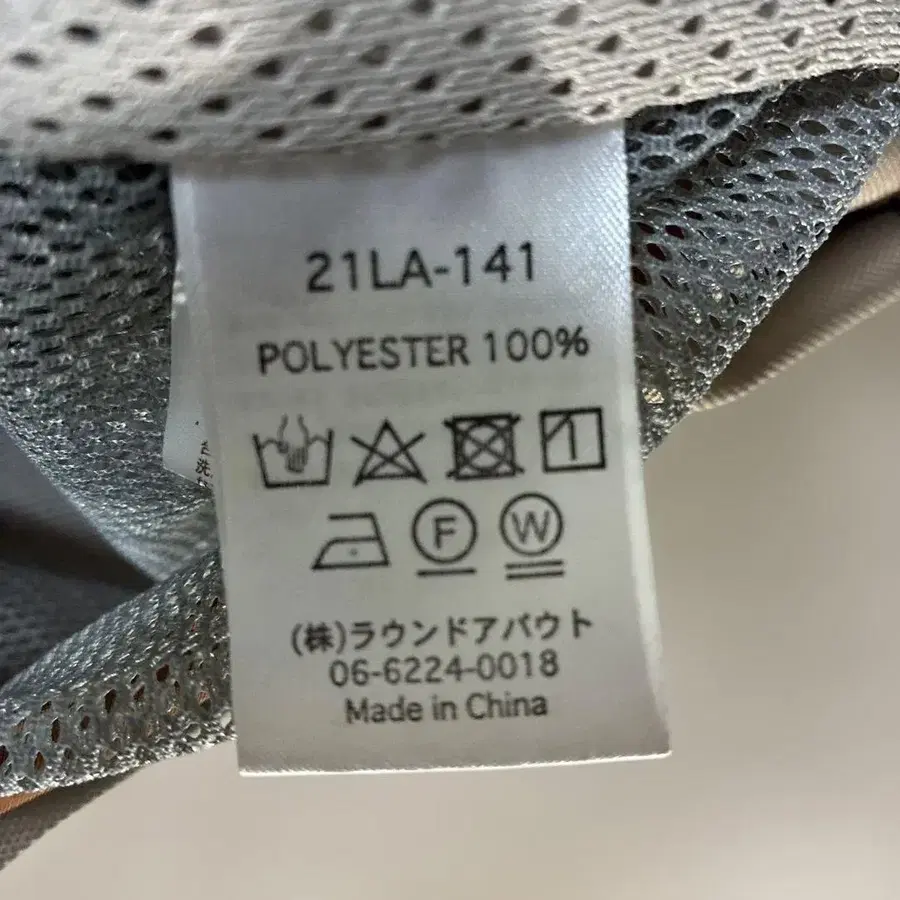 21LA-141
POLYESTER 100%
F W
(株)ラウンドアバウト
06-6224-0018
Made in China
洗